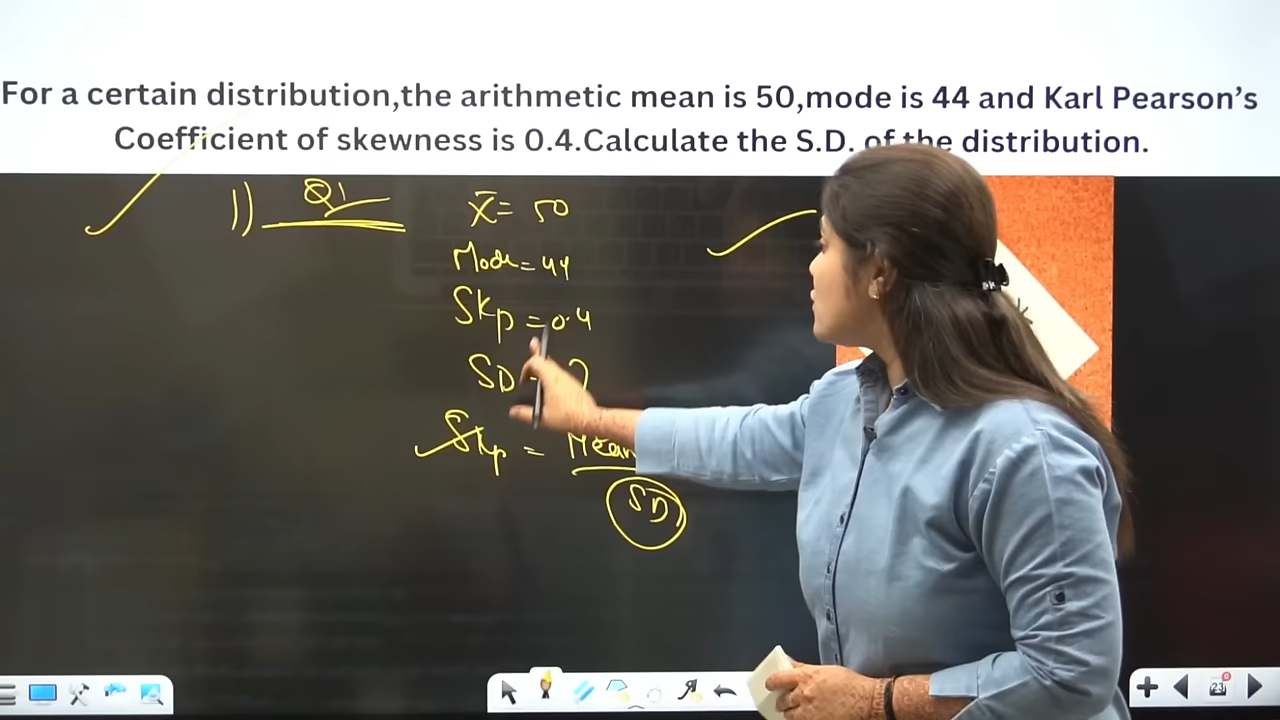 For a certain distribution,the arithmetic mean is 50,mode is 44 and Karl Pearson's
Coefficient of skewness is 0.4.Calculate the S.D. of the distribution.
1) Q1
x̄ = 50
Mode = 44
Skp = 0.4
SD = ?
Skp = Mean
SD
23